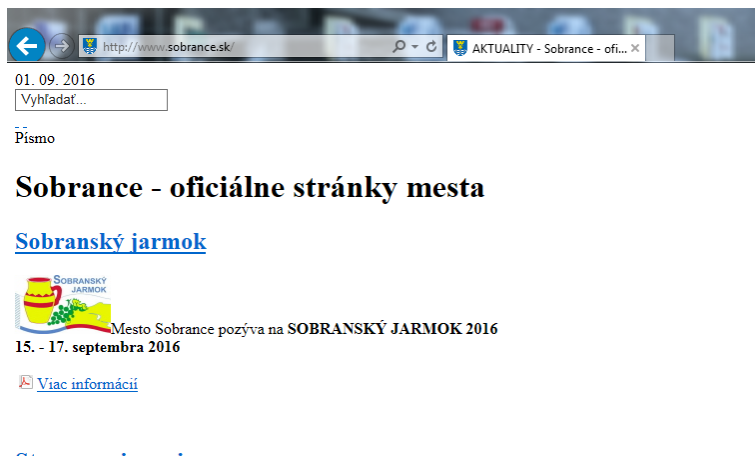 http://www.sobrance.sk/
AKTUALITY - Sobrance - ofi...
01. 09. 2016
Vyhľadať...
Písmo
Sobrance - oficiálne stránky mesta
Sobranský jarmok
SOBRANSKÝ
JARMOK
Mesto Sobrance pozýva na SOBRANSKÝ JARMOK 2016
15. - 17. septembra 2016
Viac informácií